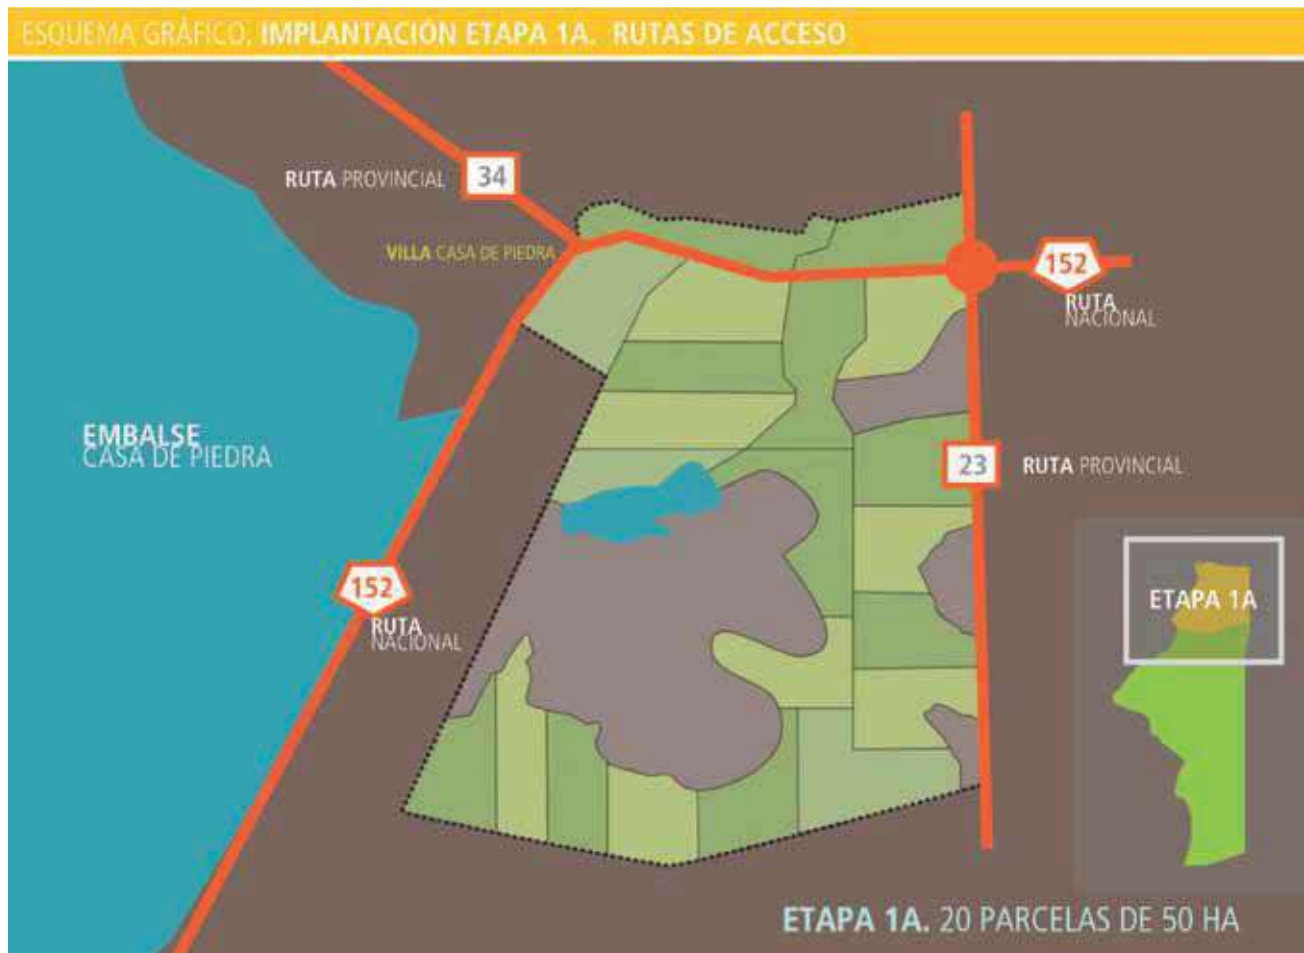 ESQUEMA GRÁFICO. IMPLANTACIÓN ETAPA 1A. RUTAS DE ACCESO
RUTA PROVINCIAL 34
VILLA CASA DE PIEDRA
152
RUTA
NACIONAL
EMBALSE
CASA DE PIEDRA
23 RUTA PROVINCIAL
152
RUTA
NACIONAL
ETAPA 1A
ETAPA 1A. 20 PARCELAS DE 50 HA